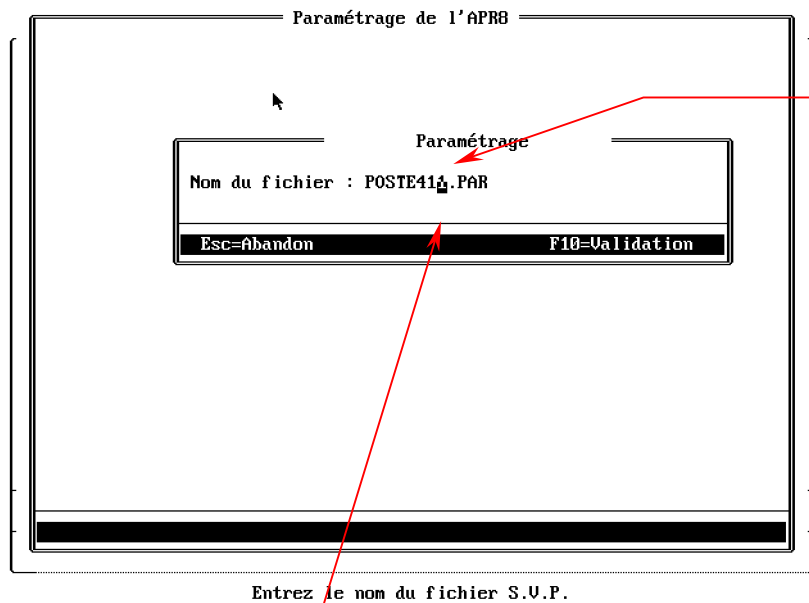 Paramétrage de l'APR8
Paramétrage
Nom du fichier : POSTE411.PAR
Esc=Abandon F10=Validation
Entrez le nom du fichier S.V.P.